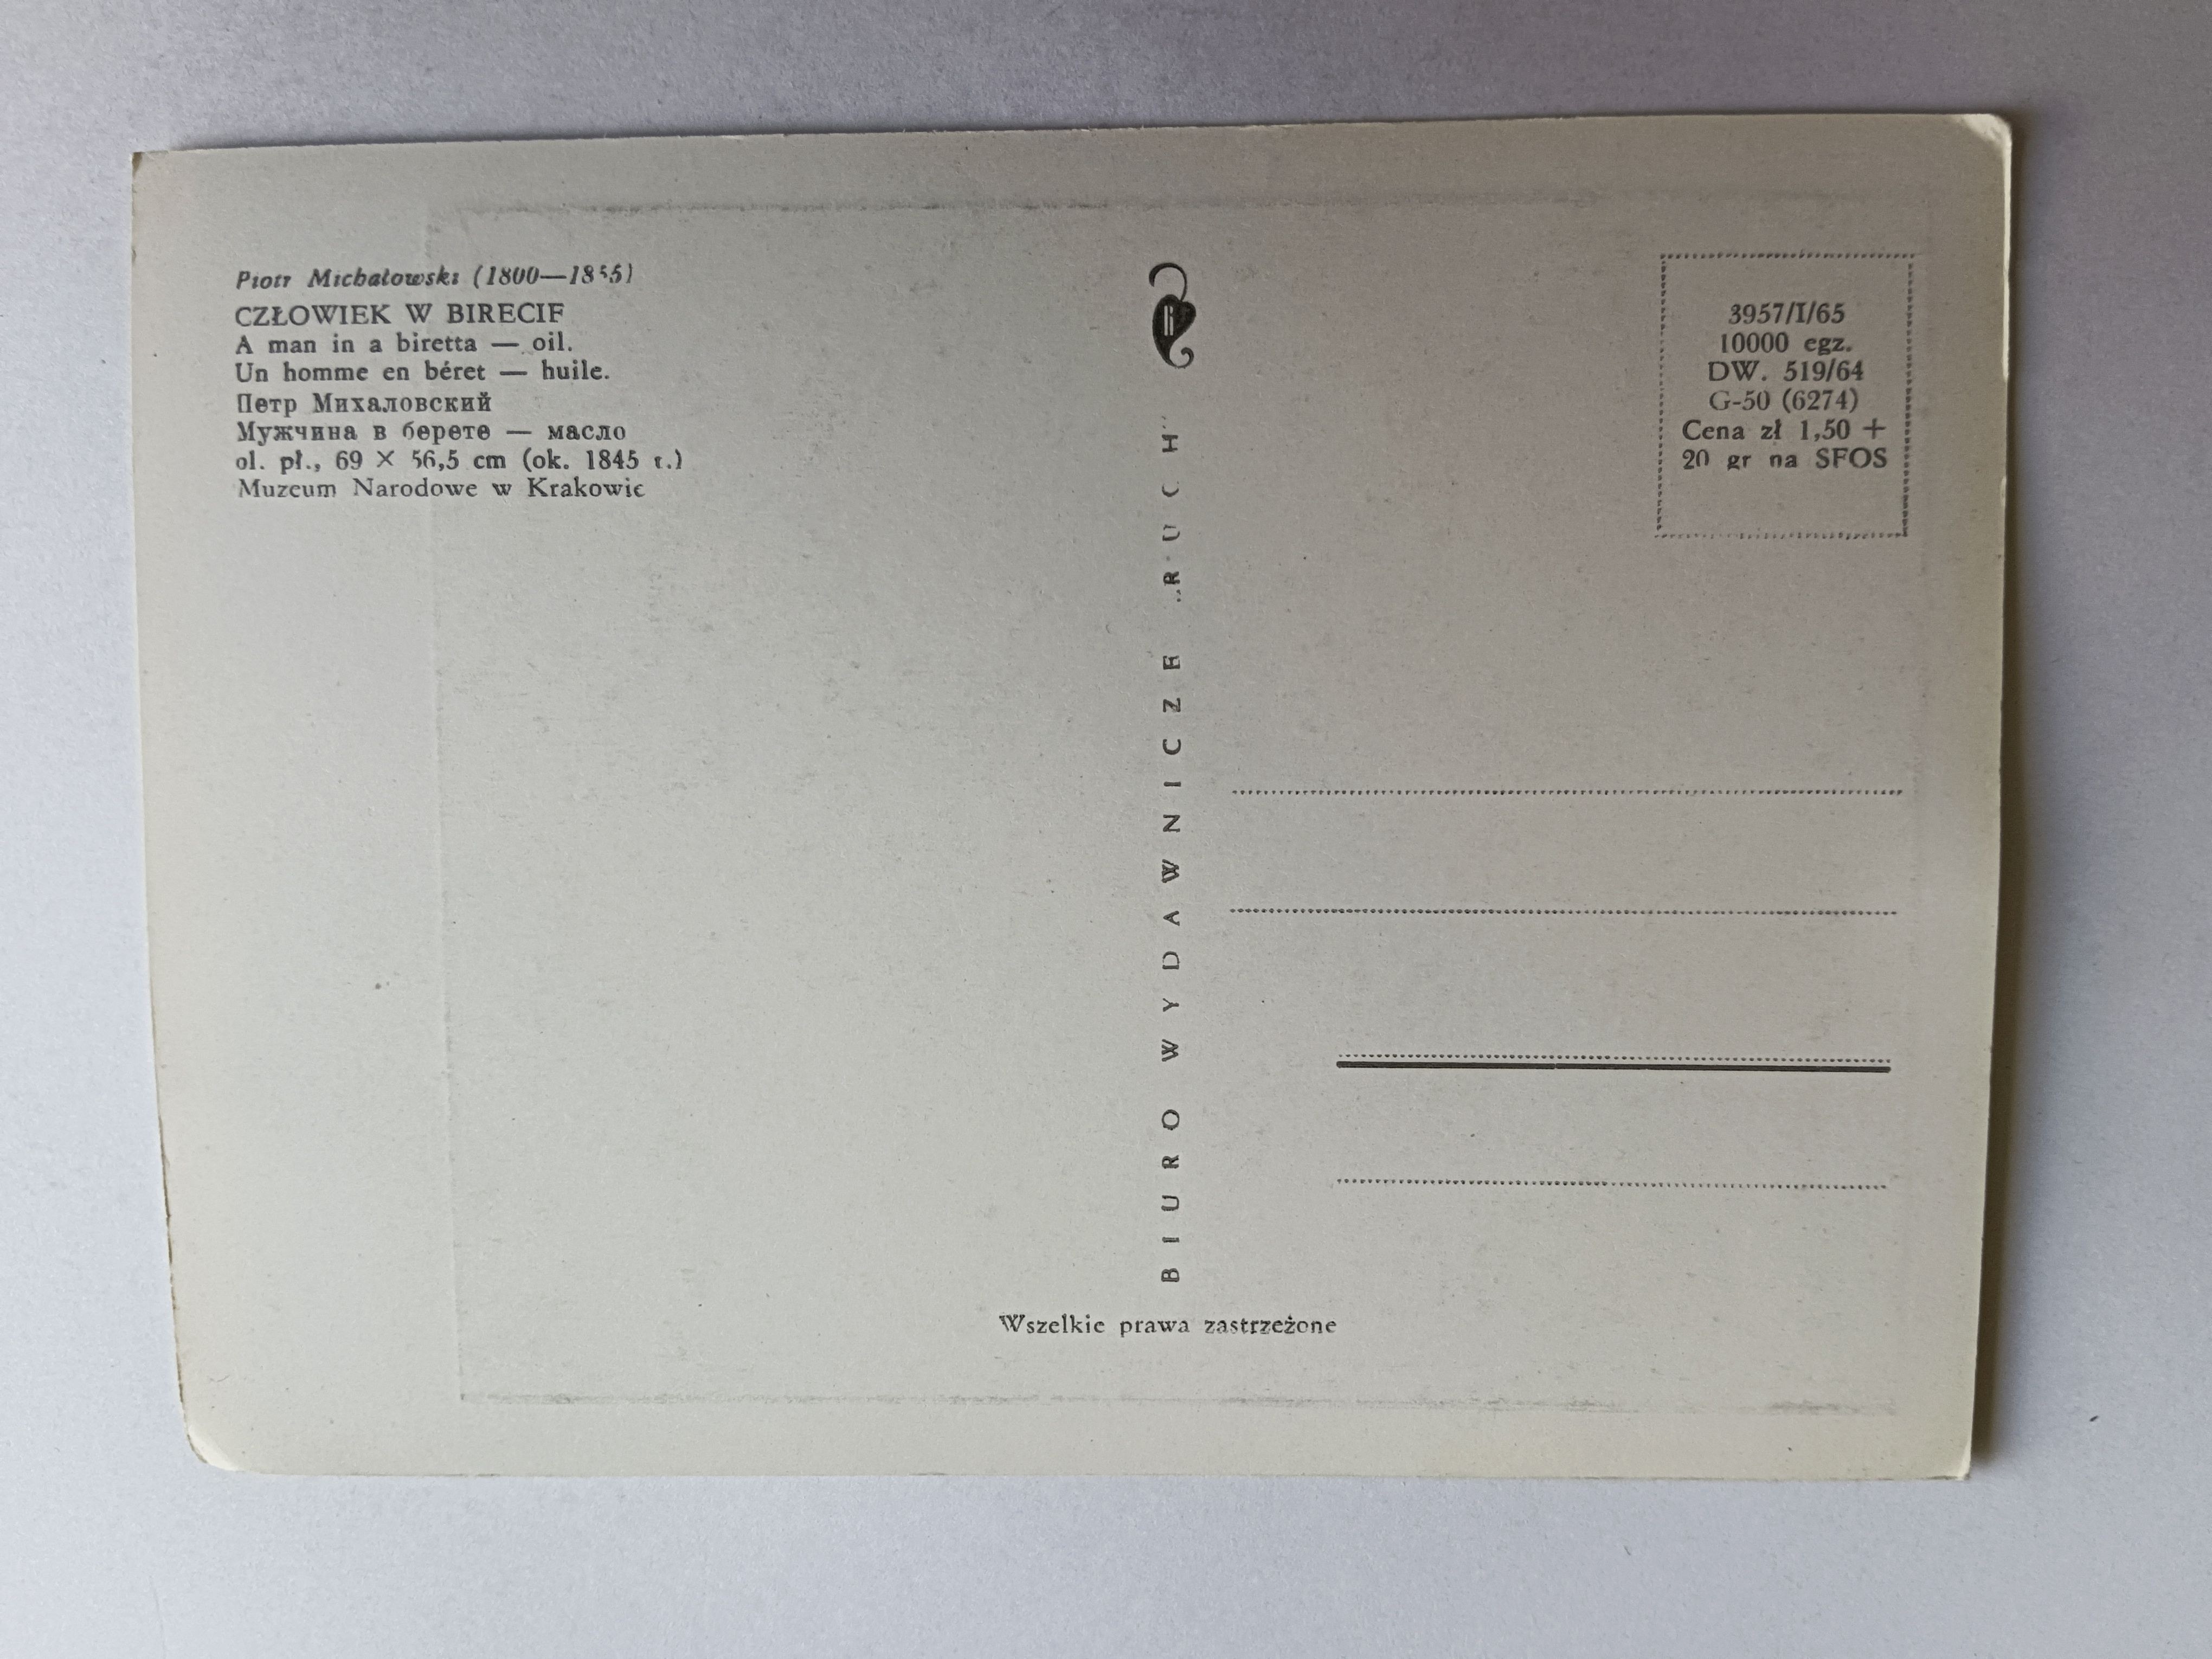 Piotr Michałowski (1800—1855)
CZŁOWIEK W BIRECIE
A man in a biretta — oil.
Un homme en béret — huile.
Петр Михаловский
Мужчина в берете — масло
ol. pł., 69 × 56,5 cm (ok. 1845 r.)
Muzeum Narodowe w Krakowie
BIURO WYDAWNICZE „RUCH”
3957/I/65
10000 egz.
DW. 519/64
G-50 (6274)
Cena zł 1,50 +
20 gr na SFOS
Wszelkie prawa zastrzeżone